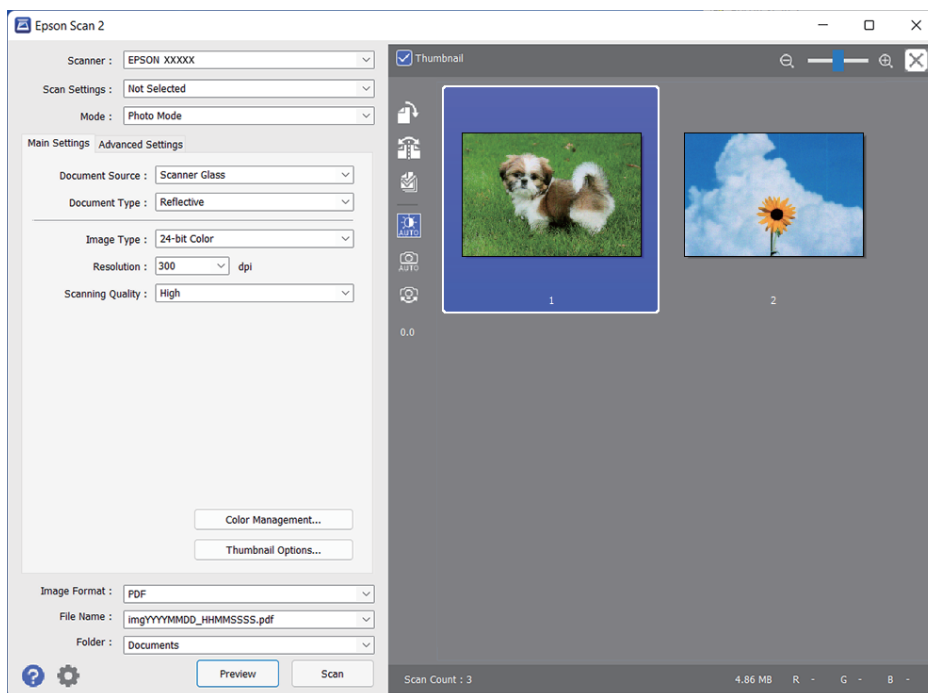 Epson Scan 2
Scanner : EPSON XXXXX
Scan Settings : Not Selected
Mode : Photo Mode
Main Settings Advanced Settings
Document Source : Scanner Glass
Document Type : Reflective
Image Type : 24-bit Color
Resolution : 300 dpi
Scanning Quality : High
Color Management...
Thumbnail Options...
Image Format : PDF
File Name : imgYYYYMMDD_HHMMSSSS.pdf
Folder : Documents
? Preview Scan
Thumbnail
AUTO
AUTO
0.0
1 2
Scan Count : 3 4.86 MB R - G - B -